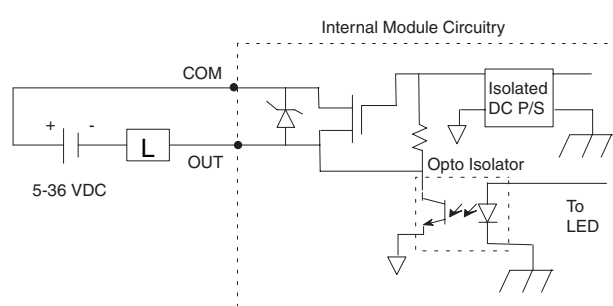 Internal Module Circuitry
COM
Isolated
DC P/S
+ -
L
OUT
Opto Isolator
5-36 VDC
To
LED